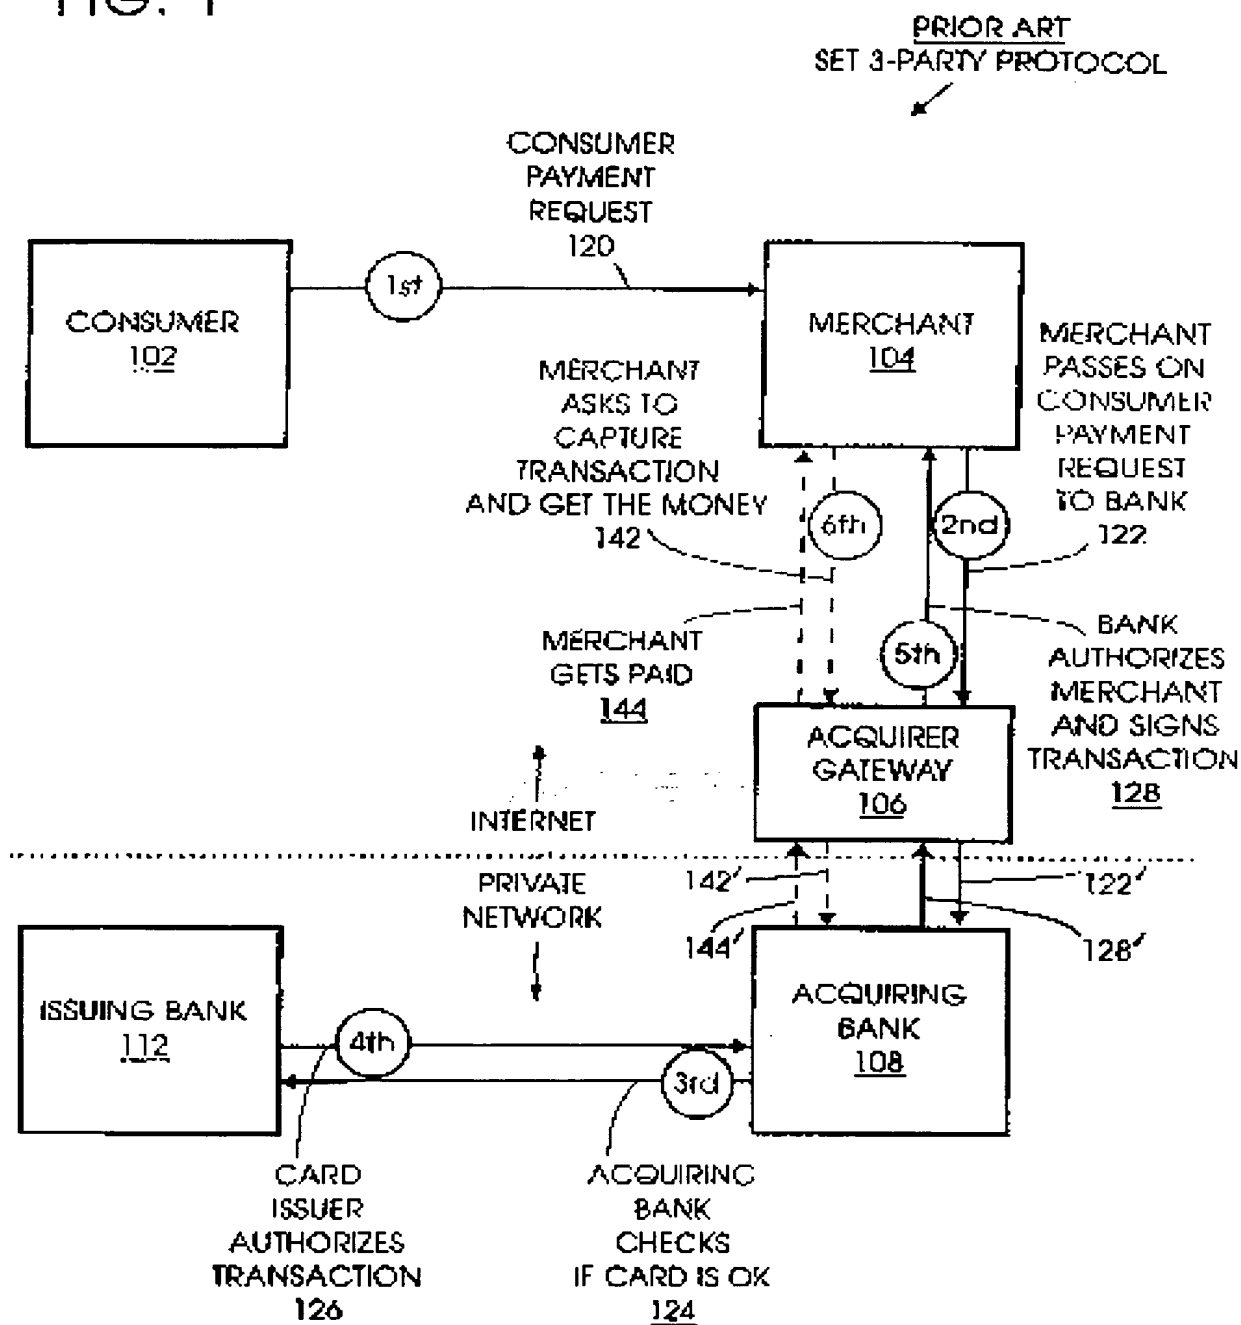 FIG. 1
PRIOR ART
SET 3-PARTY PROTOCOL
CONSUMER
PAYMENT
REQUEST
120
1st
CONSUMER
102
MERCHANT
104
MERCHANT
PASSES ON
CONSUMER
PAYMENT
REQUEST
TO BANK
122
MERCHANT
ASKS TO
CAPTURE
TRANSACTION
AND GET THE MONEY
142
6th
2nd
MERCHANT
GETS PAID
144
5th
BANK
AUTHORIZES
MERCHANT
AND SIGNS
TRANSACTION
128
ACQUIRER
GATEWAY
106
INTERNET
PRIVATE
NETWORK
142'
144'
122'
128'
ISSUING BANK
112
4th
3rd
ACQUIRING
BANK
108
CARD
ISSUER
AUTHORIZES
TRANSACTION
126
ACQUIRING
BANK
CHECKS
IF CARD IS OK
124